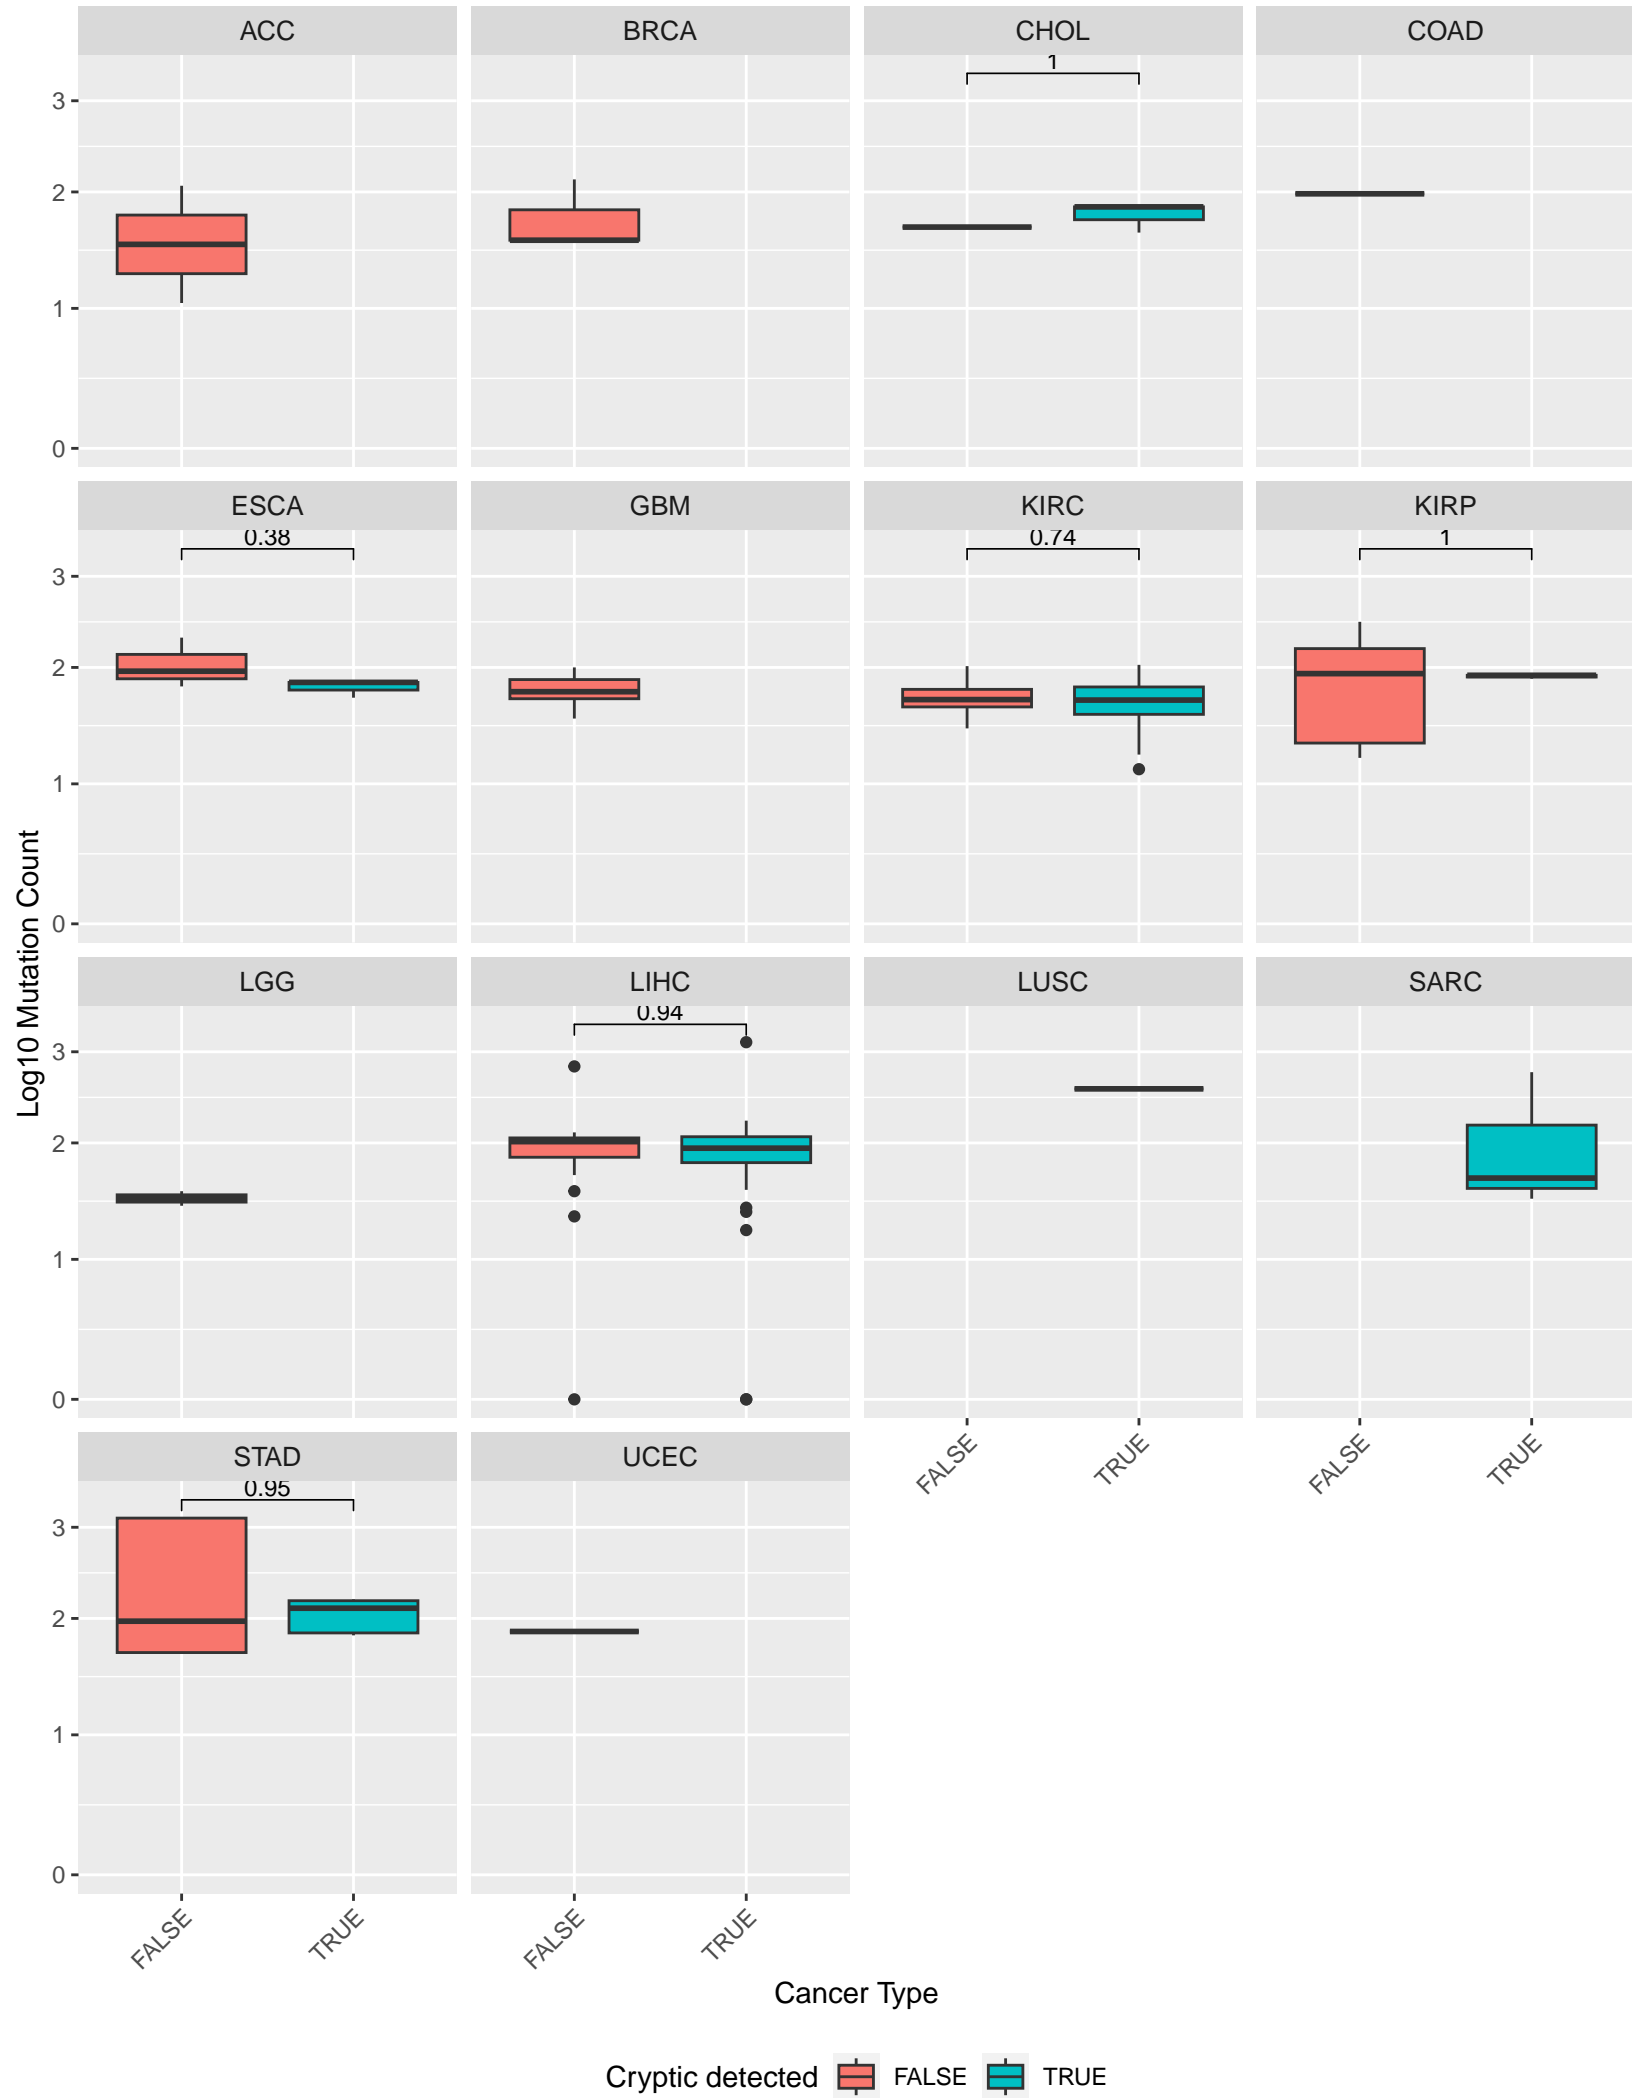 ACC BRCA CHOL COAD
1
3
2
1
0
ESCA GBM KIRC KIRP
0.38 0.74 1
3
2
1
0
Log10 Mutation Count
LGG LIHC LUSC SARC
0.94
3
2
1
0
FALSE TRUE FALSE TRUE
STAD UCEC
0.95
3
2
1
0
FALSE TRUE FALSE TRUE
Cancer Type
Cryptic detected FALSE TRUE